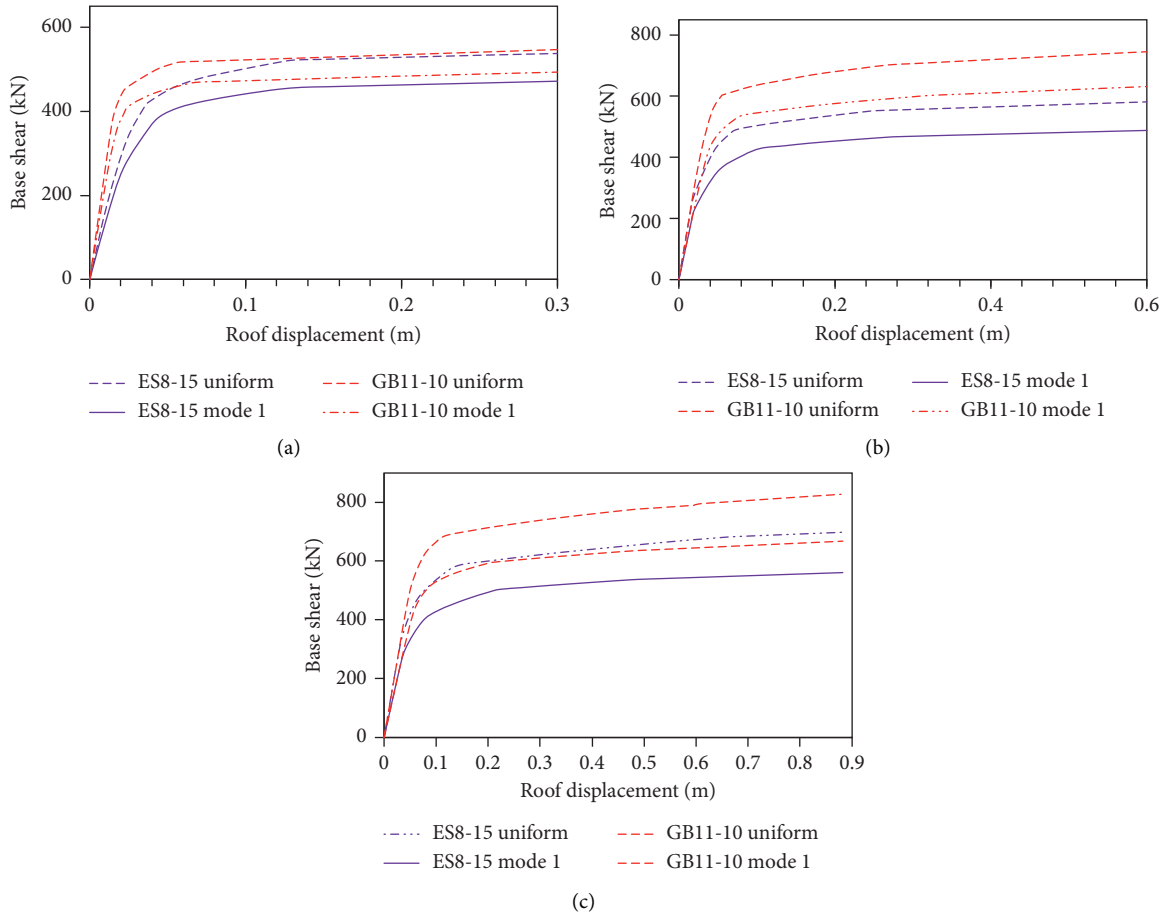 600
400
200
0
Base shear (kN)
0 0.1 0.2 0.3
Roof displacement (m)
ES8-15 uniform GB11-10 uniform
ES8-15 mode 1 GB11-10 mode 1
(a)
800
600
400
200
0
Base shear (kN)
0 0.2 0.4 0.6
Roof displacement (m)
ES8-15 uniform ES8-15 mode 1
GB11-10 uniform GB11-10 mode 1
(b)
800
600
400
200
0
Base shear (kN)
0 0.1 0.2 0.3 0.4 0.5 0.6 0.7 0.8 0.9
Roof displacement (m)
ES8-15 uniform GB11-10 uniform
ES8-15 mode 1 GB11-10 mode 1
(c)